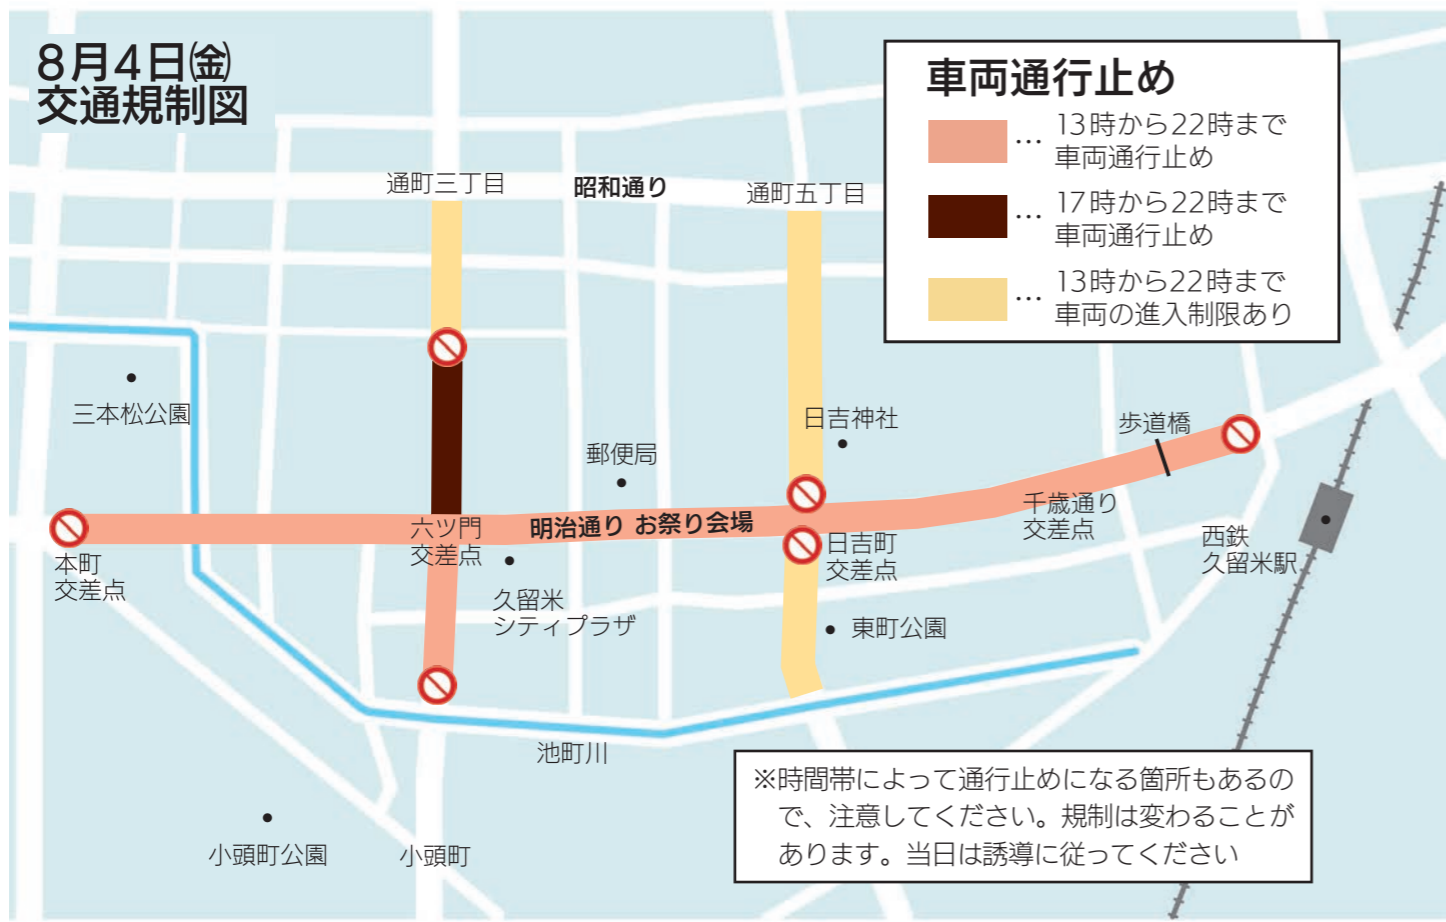 8月4日㈮
交通規制図
車両通行止め
… 13時から22時まで
車両通行止め
… 17時から22時まで
車両通行止め
… 13時から22時まで
車両の進入制限あり
通町三丁目
昭和通り
通町五丁目
三本松公園
郵便局
日吉神社
歩道橋
本町
交差点
六ツ門
交差点
明治通り お祭り会場
日吉町
交差点
千歳通り
交差点
西鉄
久留米駅
久留米
シティプラザ
東町公園
池町川
小頭町公園
小頭町
※時間帯によって通行止めになる箇所もあるの
で、注意してください。規制は変わることが
あります。当日は誘導に従ってください